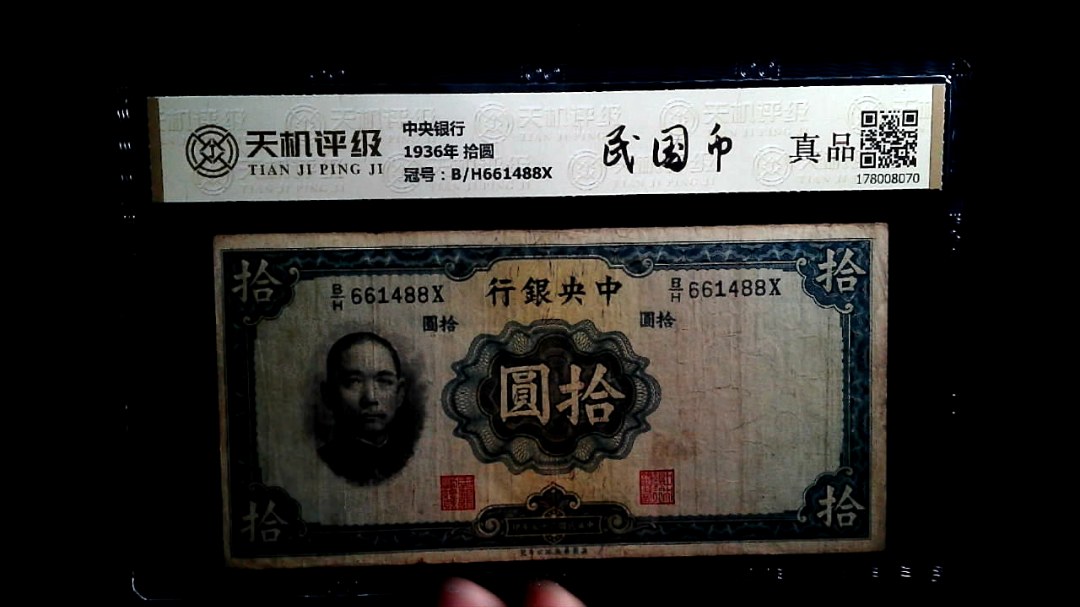 天机评级
TIAN JI PING JI
中央银行
1936年 拾圆
冠号：B/H661488X
民国币
真品
178008070
拾
拾
B/H 661488X
行銀央中
B/H 661488X
圓拾
圓拾
圓拾
拾
拾